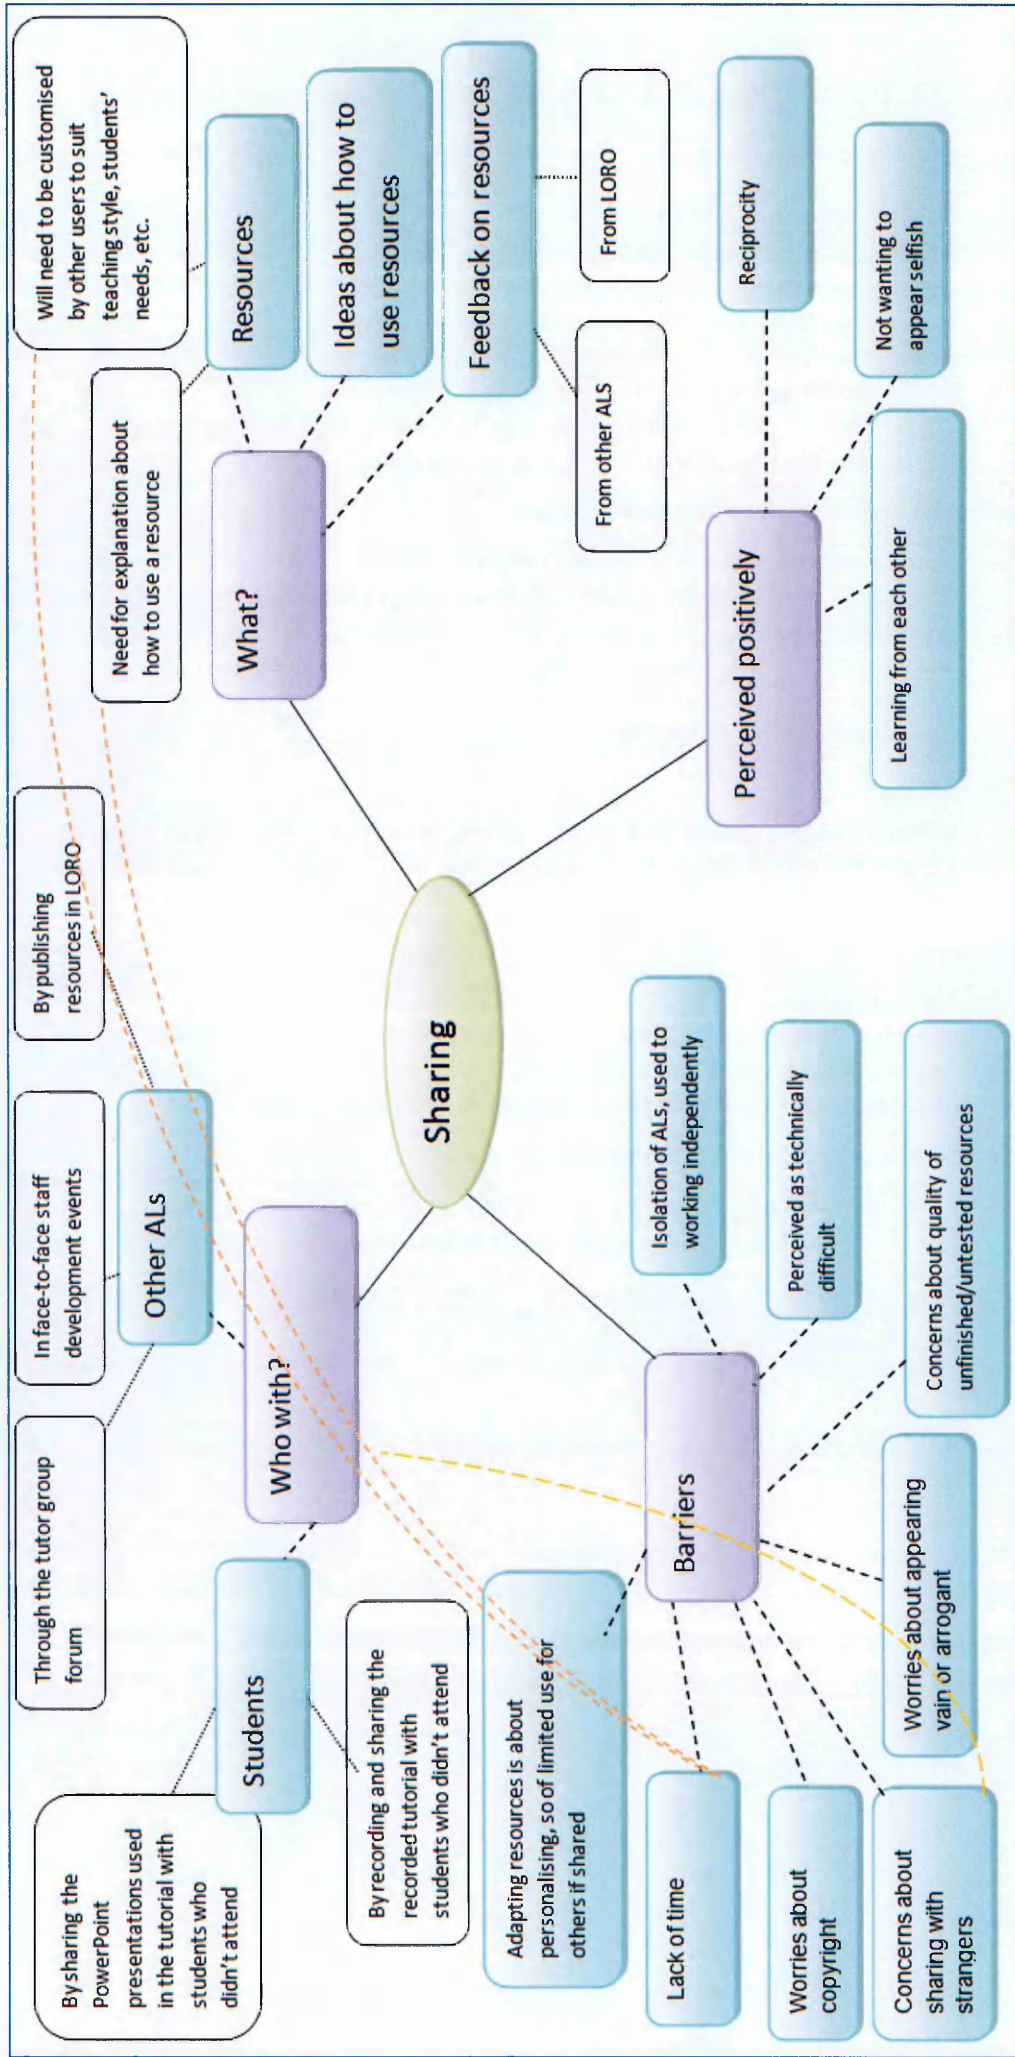 By sharing the
PowerPoint
presentations used
in the tutorial with
students who
didn't attend
Through the tutor group
forum
In face-to-face staff
development events
By publishing
resources in LORO
Will need to be customised
by other users to suit
teaching style, students'
needs, etc.
Need for explanation about
how to use a resource
Students
Other ALs
Resources
Who with?
What?
Ideas about how to
use resources
By recording and sharing the
recorded tutorial with
students who didn't attend
Feedback on resources
From other ALS
From LORO
Sharing
Adapting resources is about
personalising, so of limited use for
others if shared
Barriers
Isolation of ALs, used to
working independently
Perceived positively
Reciprocity
Lack of time
Perceived as technically
difficult
Worries about
copyright
Learning from each other
Not wanting to
appear selfish
Concerns about
sharing with
strangers
Worries about appearing
vain or arrogant
Concerns about quality of
unfinished/untested resources